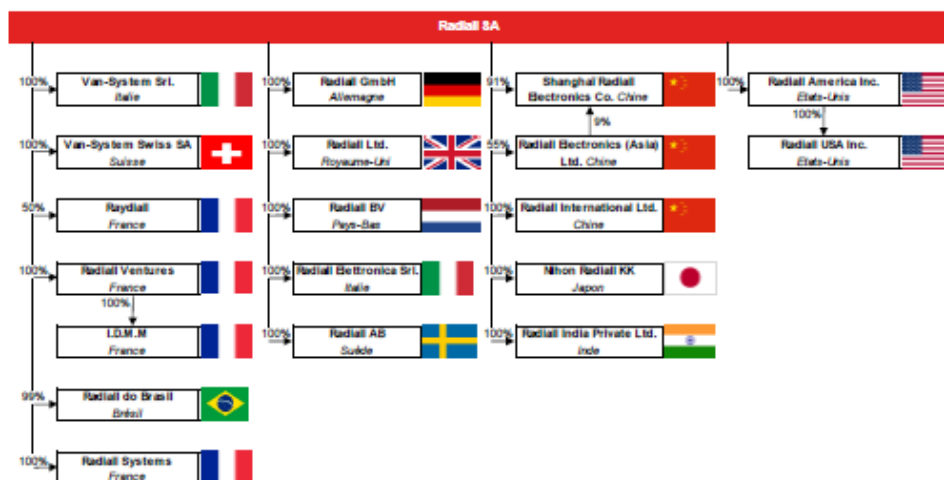 Radiall SA
100%
Van-System Srl.
Italie
100%
Van-System Swiss SA
Suisse
50%
Raydiall
France
100%
Radiall Ventures
France
100%
I.D.M.M
France
99%
Radiall do Brasil
Brésil
100%
Radiall Systems
France
100%
Radiall GmbH
Allemagne
100%
Radiall Ltd.
Royaume-Uni
100%
Radiall BV
Pays-Bas
100%
Radiall Elettronica Srl.
Italie
100%
Radiall AB
Suède
91%
Shanghai Radiall
Electronics Co. Chine
9%
55%
Radiall Electronics (Asia)
Ltd. Chine
100%
Radiall International Ltd.
Chine
100%
Nihon Radiall KK
Japon
100%
Radiall India Private Ltd.
Inde
100%
Radiall America Inc.
Etats-Unis
100%
Radiall USA Inc.
Etats-Unis